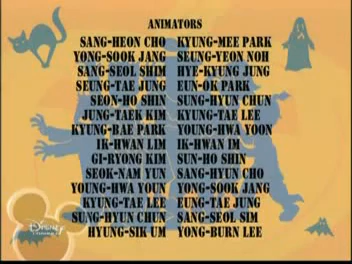 ANIMATORS
SANG-HEON CHO KYUNG-MEE PARK
YONG-SOOK JANG SEUNG-YEON NOH
SANG-SEOL SHIM HYE-KYUNG JUNG
SEUNG-TAE JUNG EUN-OK PARK
SEON-HO SHIN SUNG-HYUN CHUN
JUNG-TAEK KIM KYUNG-TAE LEE
KYUNG-BAE PARK YOUNG-HWA YOON
IK-HWAN LIM IK-HWAN IM
GI-RYONG KIM SUN-HO SHIN
SEOK-NAM YUN SANG-HYUN CHO
YOUNG-HWA YOUN YONG-SOOK JANG
KYUNG-TAE LEE EUNG-TAE JUNG
SUNG-HYUN CHUN SANG-SEOL SIM
HYUNG-SIK UM YONG-BURN LEE
Disney